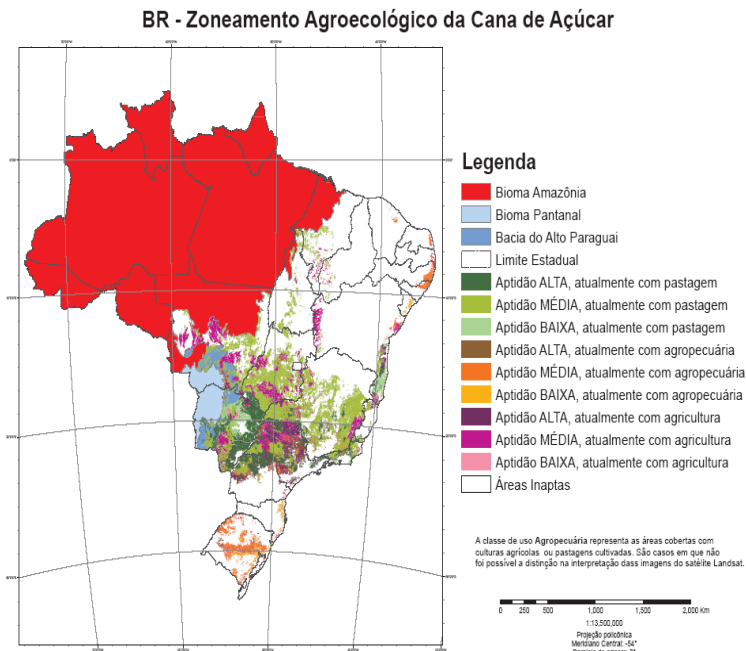 BR - Zoneamento Agroecológico da Cana de Açúcar
Legenda
Bioma Amazônia
Bioma Pantanal
Bacia do Alto Paraguai
Limite Estadual
Aptidão ALTA, atualmente com pastagem
Aptidão MÉDIA, atualmente com pastagem
Aptidão BAIXA, atualmente com pastagem
Aptidão ALTA, atualmente com agropecuária
Aptidão MÉDIA, atualmente com agropecuária
Aptidão BAIXA, atualmente com agropecuária
Aptidão ALTA, atualmente com agricultura
Aptidão MÉDIA, atualmente com agricultura
Aptidão BAIXA, atualmente com agricultura
Áreas Inaptas
A classe de uso Agropecuária representa as áreas cobertas com
culturas agrícolas ou pastagens cultivadas. São casos em que não
foi possível a distinção na interpretação dass imagens do satélite Landsat.
0 250 500 1,000 1,500 2,000 Km
1:13,500,000
Projeção policônica
Meridiano Central: -54°